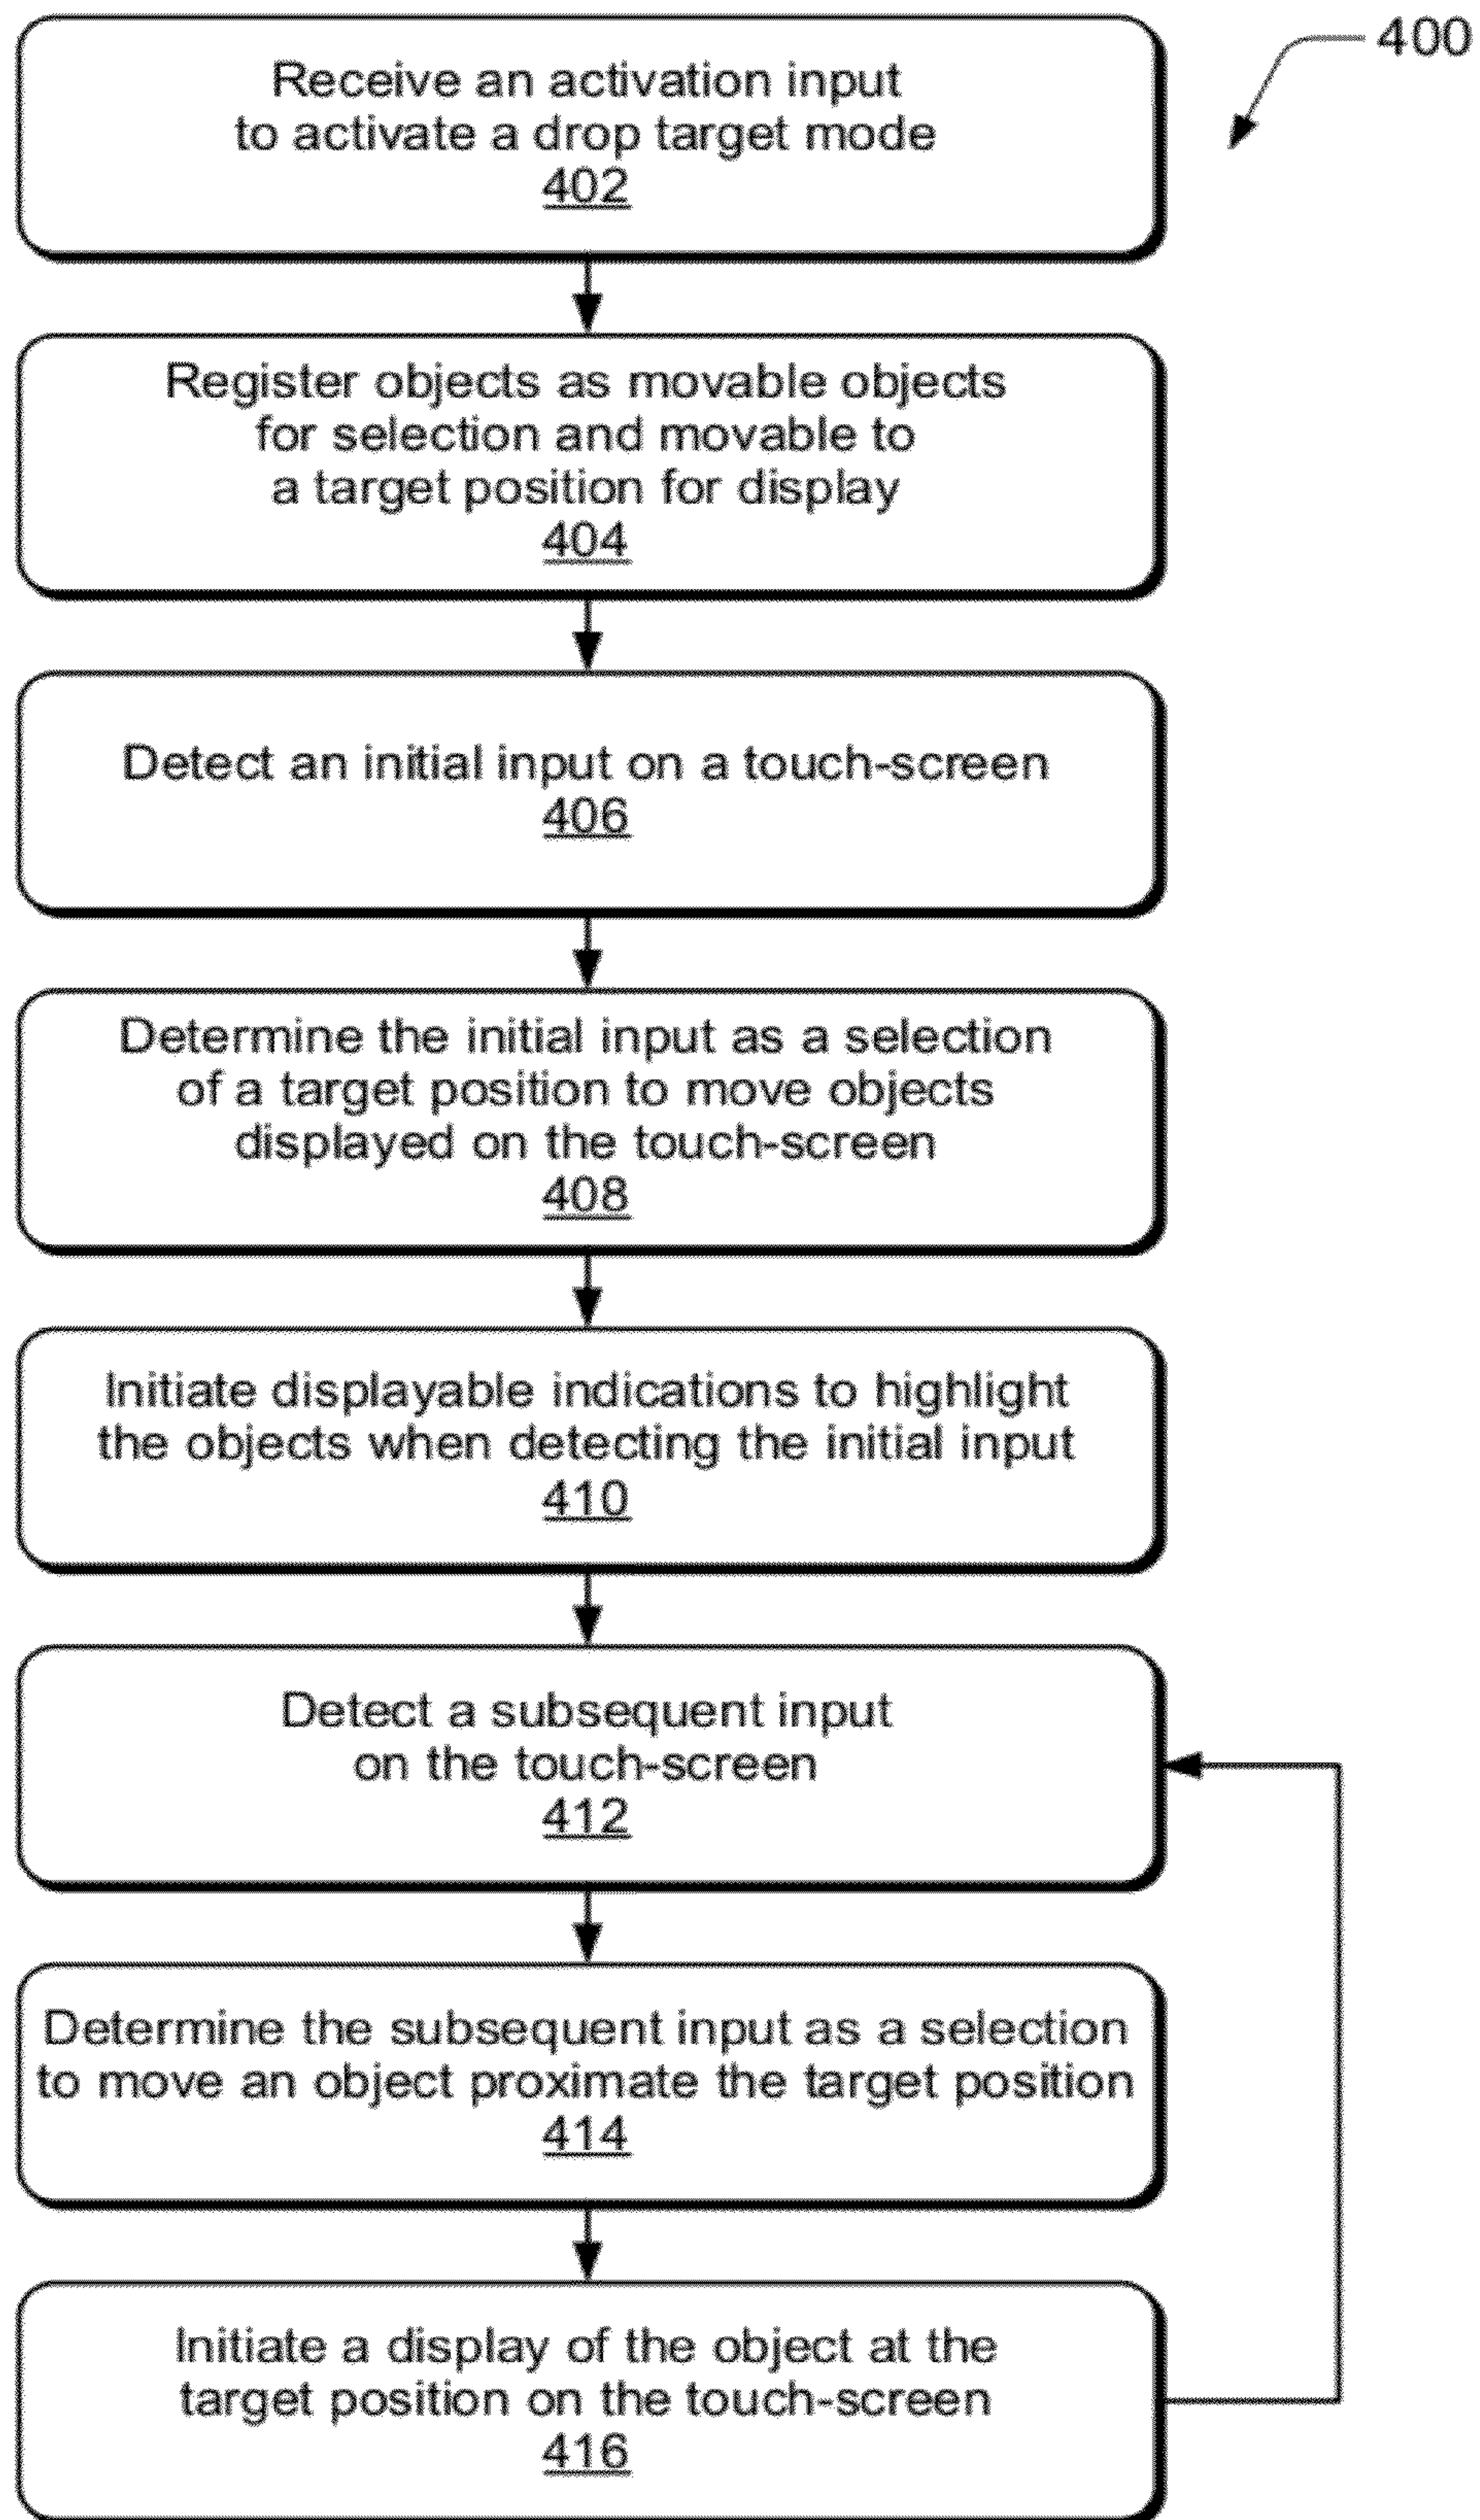 400
Receive an activation input
to activate a drop target mode
402
Register objects as movable objects
for selection and movable to
a target position for display
404
Detect an initial input on a touch-screen
406
Determine the initial input as a selection
of a target position to move objects
displayed on the touch-screen
408
Initiate displayable indications to highlight
the objects when detecting the initial input
410
Detect a subsequent input
on the touch-screen
412
Determine the subsequent input as a selection
to move an object proximate the target position
414
Initiate a display of the object at the
target position on the touch-screen
416